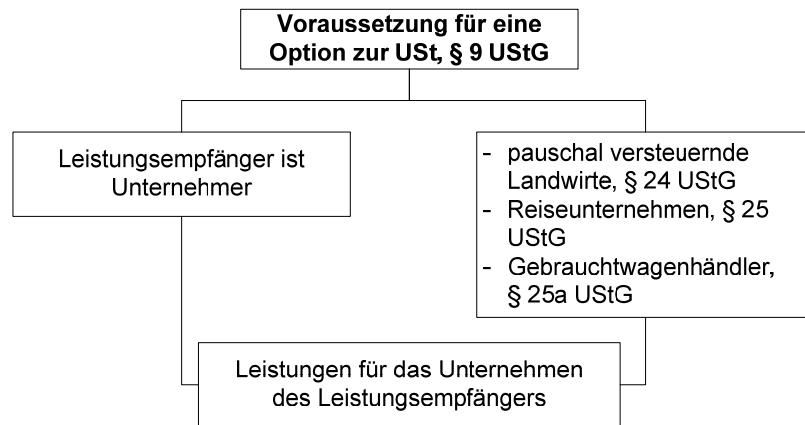 Voraussetzung für eine
Option zur USt, § 9 UStG
Leistungsempfänger ist
Unternehmer
- pauschal versteuernde
Landwirte, § 24 UStG
- Reiseunternehmen, § 25
UStG
- Gebrauchtwagenhändler,
§ 25a UStG
Leistungen für das Unternehmen
des Leistungsempfängers